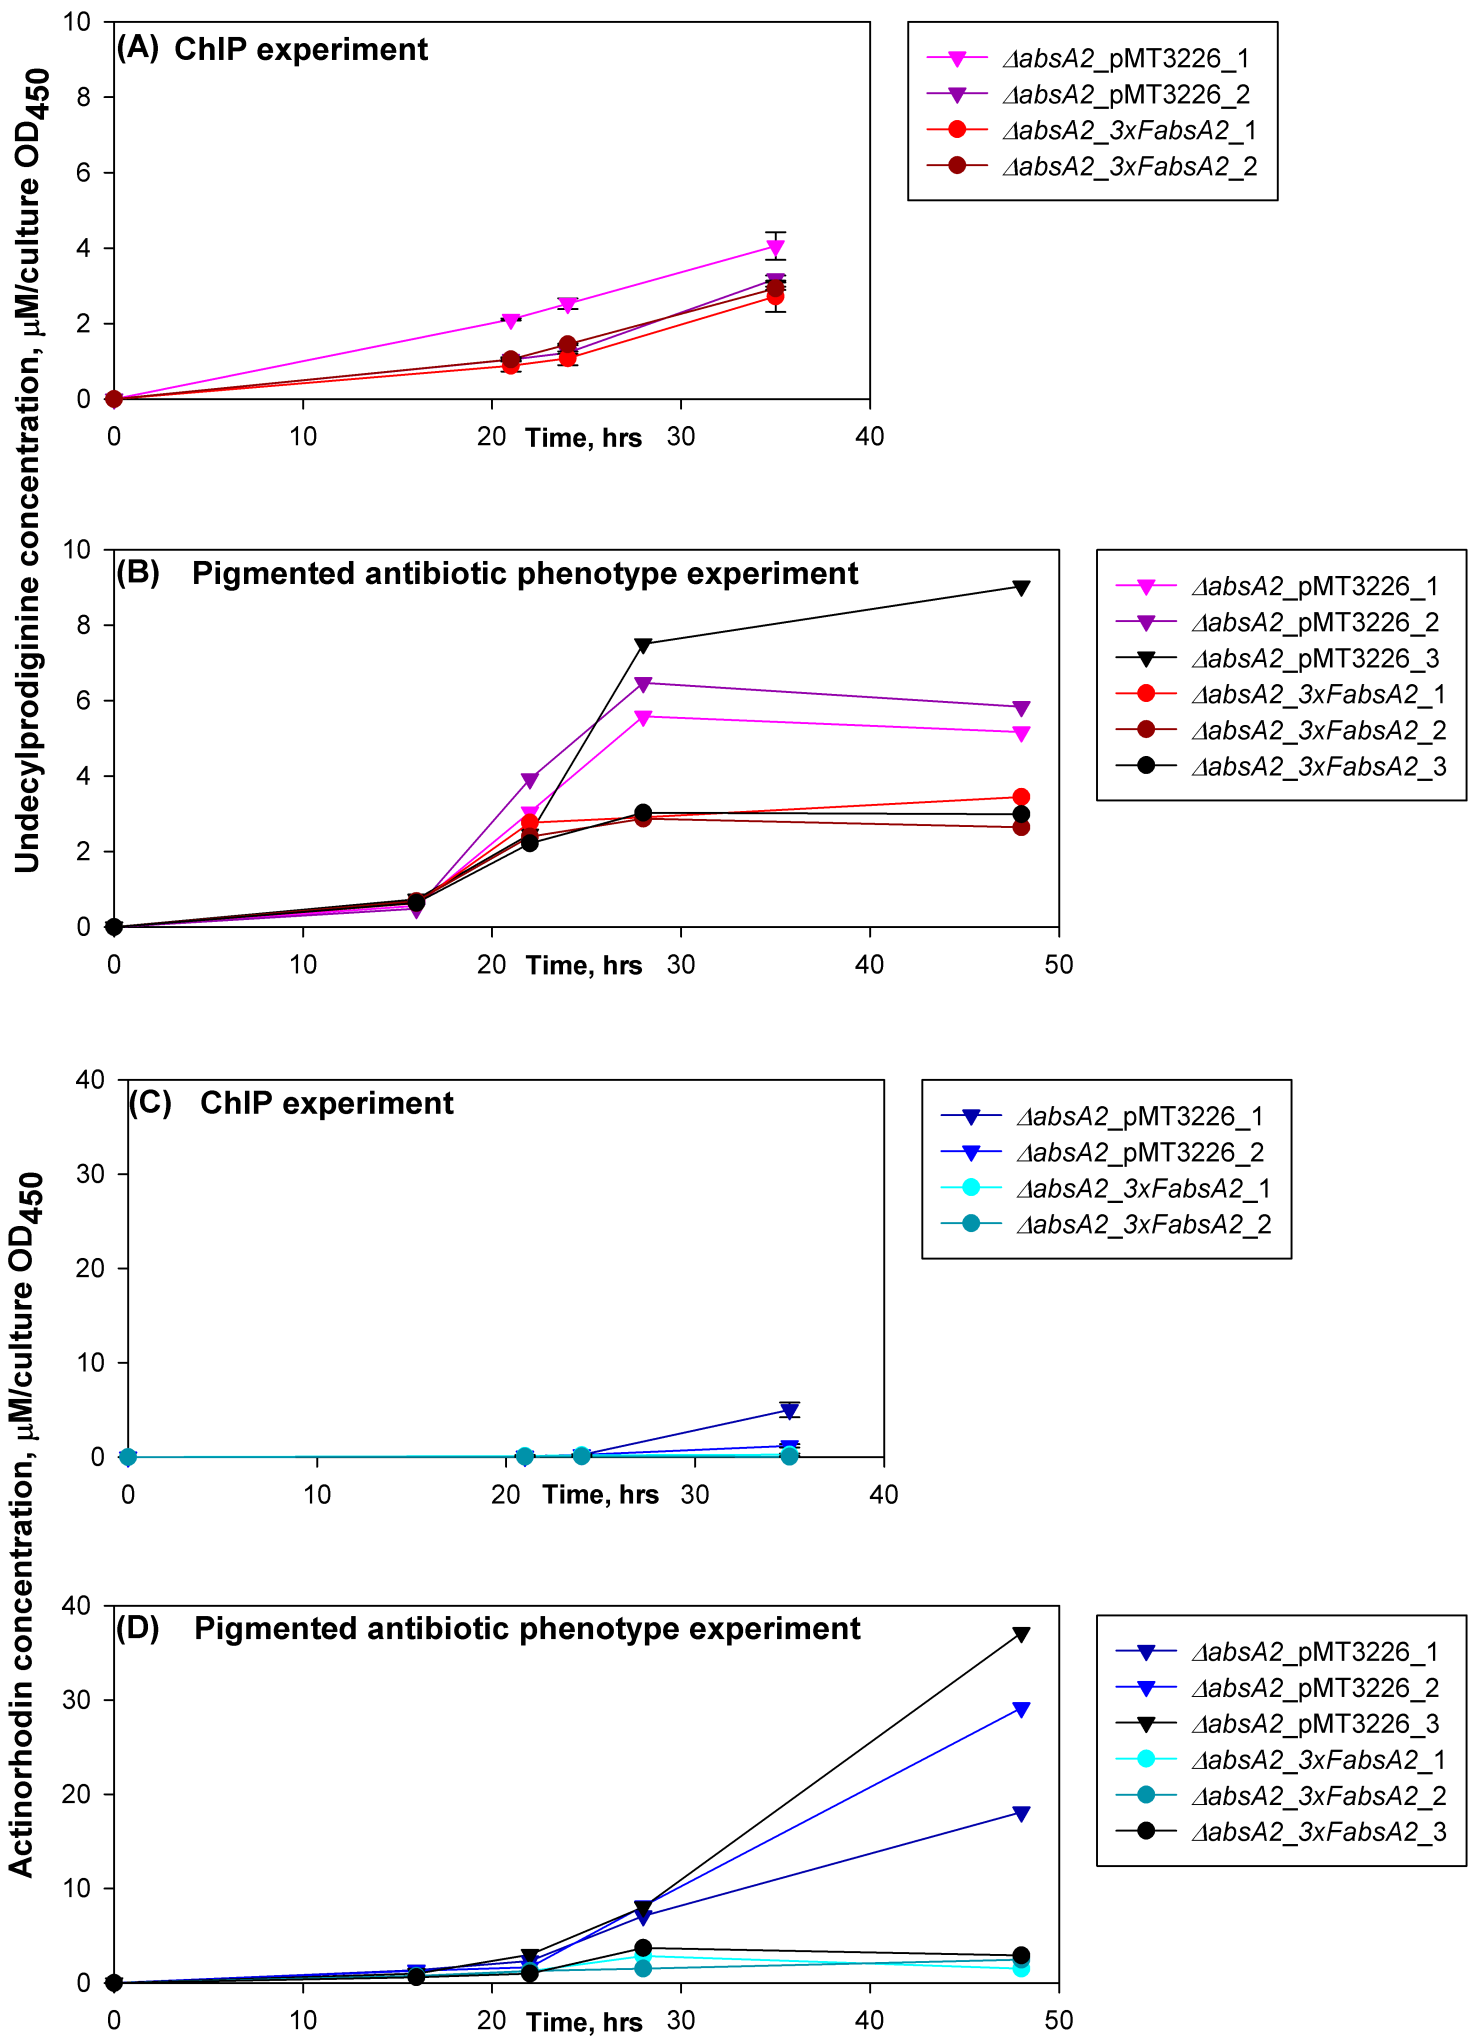 Undecylprodiginine concentration, μM/culture OD450
(A) ChIP experiment
10
8
6
4
2
0
0 10 20 30 40
Time, hrs
ΔabsA2_pMT3226_1
ΔabsA2_pMT3226_2
ΔabsA2_3xFabsA2_1
ΔabsA2_3xFabsA2_2
(B) Pigmented antibiotic phenotype experiment
10
8
6
4
2
0
0 10 20 30 40 50
Time, hrs
ΔabsA2_pMT3226_1
ΔabsA2_pMT3226_2
ΔabsA2_pMT3226_3
ΔabsA2_3xFabsA2_1
ΔabsA2_3xFabsA2_2
ΔabsA2_3xFabsA2_3
Actinorhodin concentration, μM/culture OD450
(C) ChIP experiment
40
30
20
10
0
0 10 20 30 40
Time, hrs
ΔabsA2_pMT3226_1
ΔabsA2_pMT3226_2
ΔabsA2_3xFabsA2_1
ΔabsA2_3xFabsA2_2
(D) Pigmented antibiotic phenotype experiment
40
30
20
10
0
0 10 20 30 40 50
Time, hrs
ΔabsA2_pMT3226_1
ΔabsA2_pMT3226_2
ΔabsA2_pMT3226_3
ΔabsA2_3xFabsA2_1
ΔabsA2_3xFabsA2_2
ΔabsA2_3xFabsA2_3